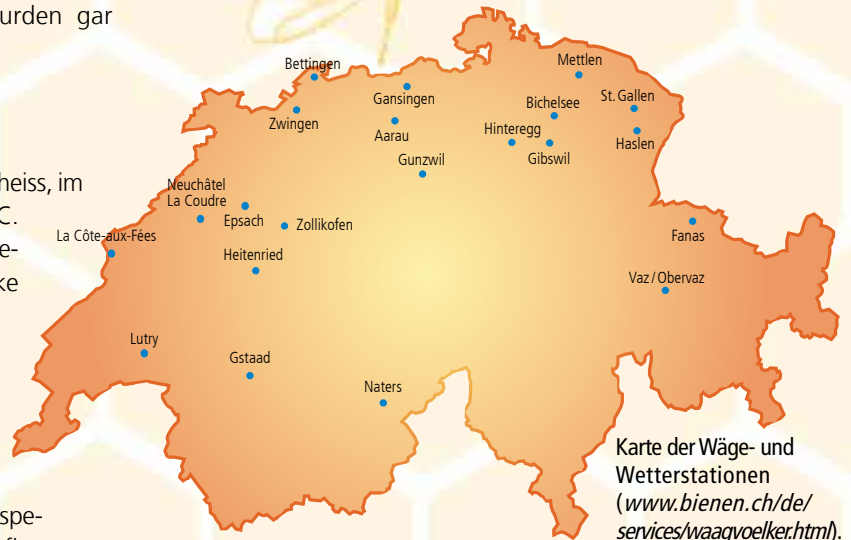 urden gar
heiss, im
C.
e-
ke
spe-
Bettingen
Zwingen
Gansingen
Aarau
Gunzwil
Mettlen
Bichelsee
St. Gallen
Hinteregg
Gibswil
Haslen
Neuchâtel
La Coudre
Epsach
Zollikofen
La Côte-aux-Fées
Heitenried
Fanas
Vaz/Obervaz
Lutry
Gstaad
Naters
Karte der Wäge- und
Wetterstationen
(www.bienen.ch/de/
services/waagvoelker.html).